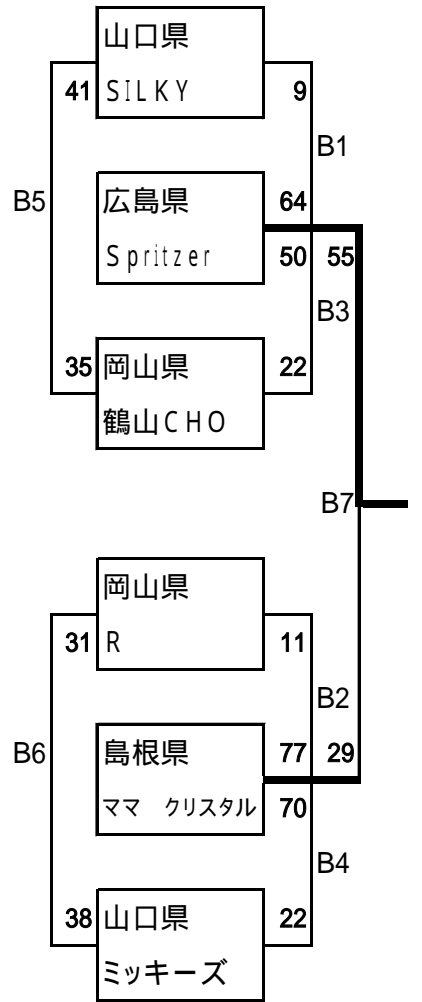 山口県
41 SILKY 9
B1
B5 広島県 64
Spritzer 50 55
B3
35 岡山県 22
鶴山CHO
B7
岡山県
31 R 11
B2
B6 島根県 77 29
ママ クリスタル 70
B4
38 山口県 22
ミッキーズ